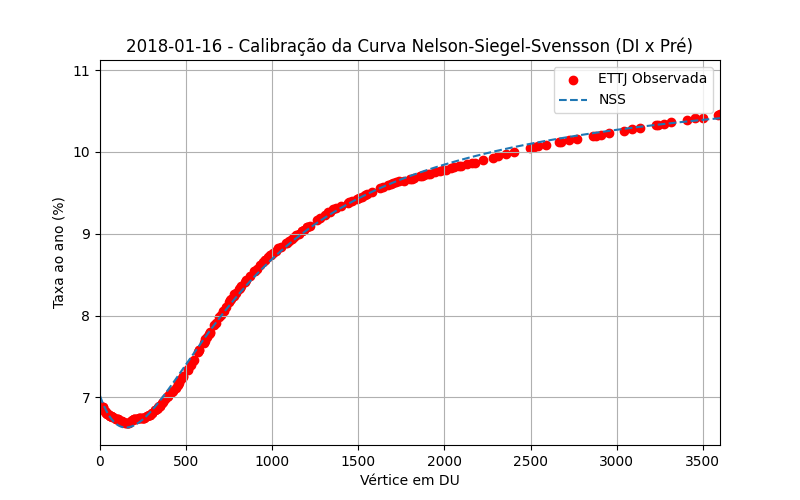 2018-01-16 - Calibração da Curva Nelson-Siegel-Svensson (DI x Pré)
ETTJ Observada
NSS
Taxa ao ano (%)
11
10
9
8
7
0 500 1000 1500 2000 2500 3000 3500
Vértice em DU